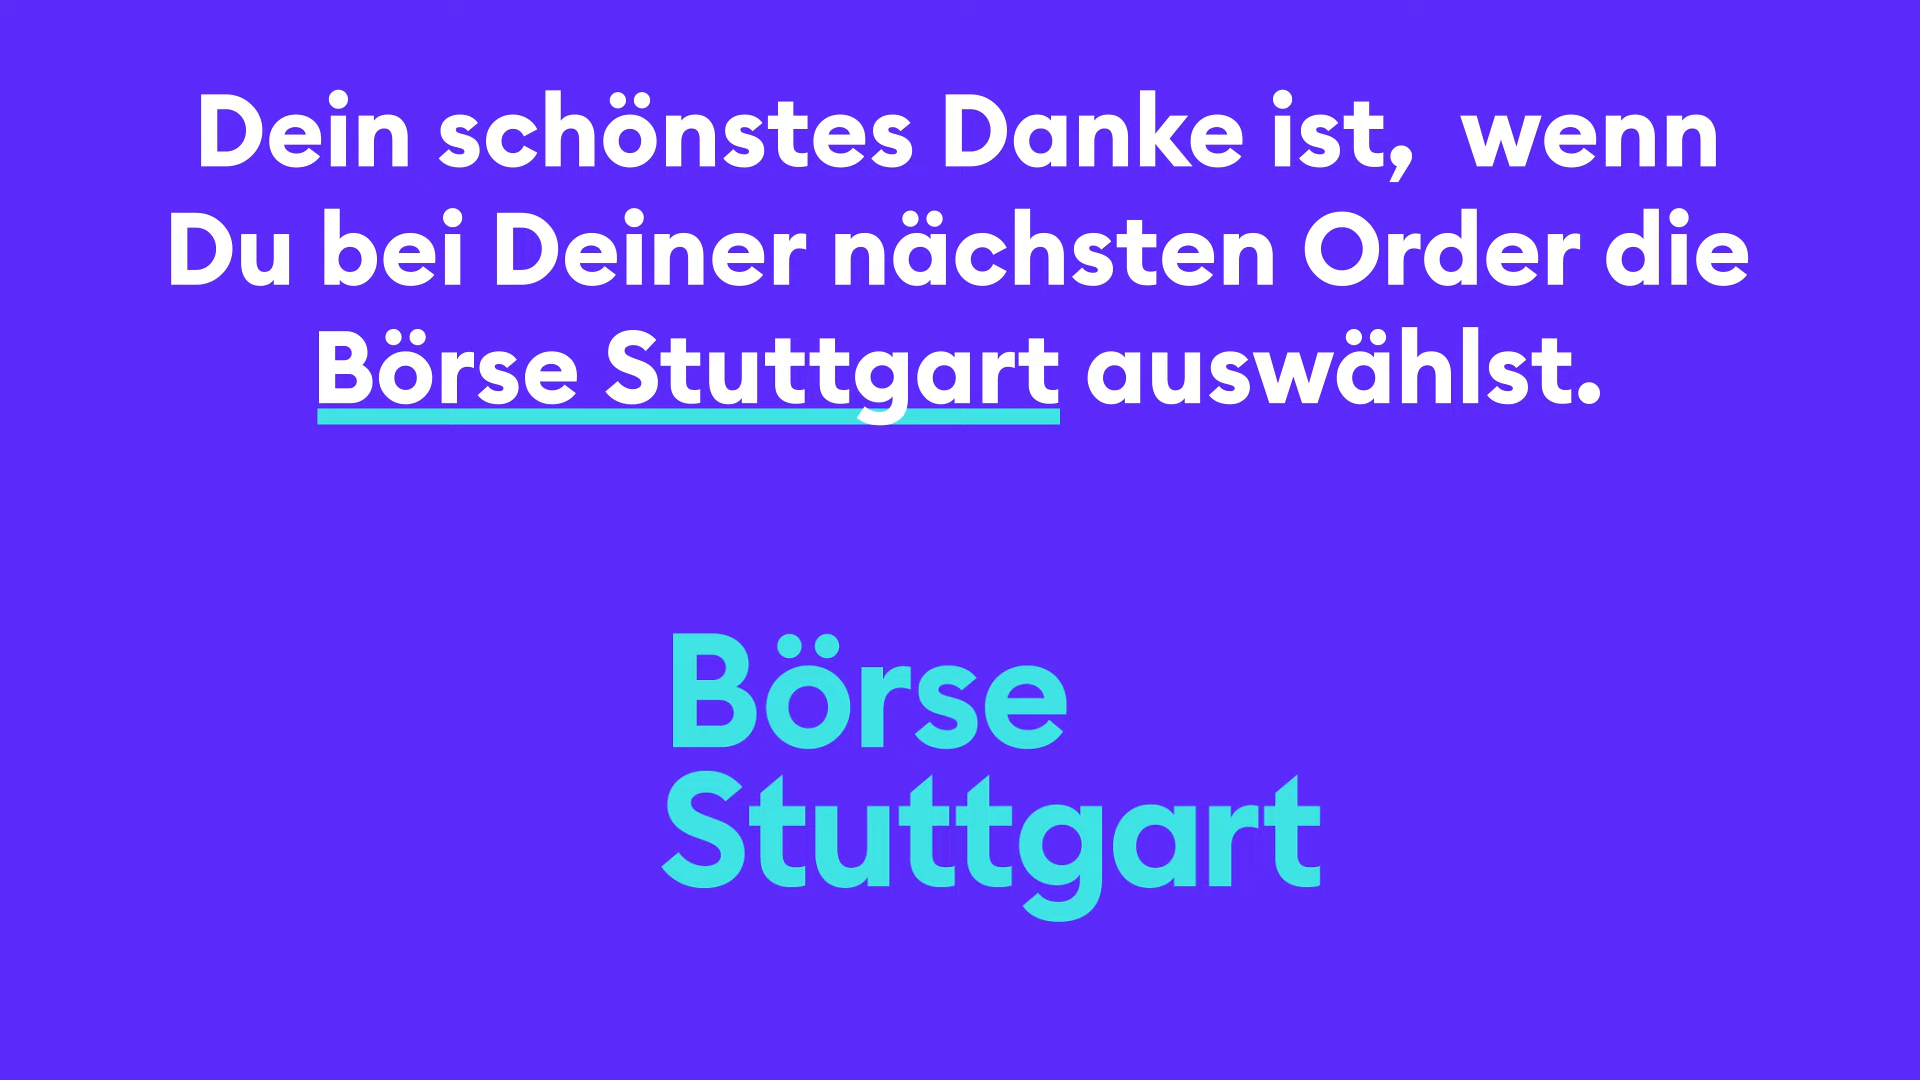 Dein schönstes Danke ist, wenn
Du bei Deiner nächsten Order die
Börse Stuttgart auswählst.
Börse
Stuttgart